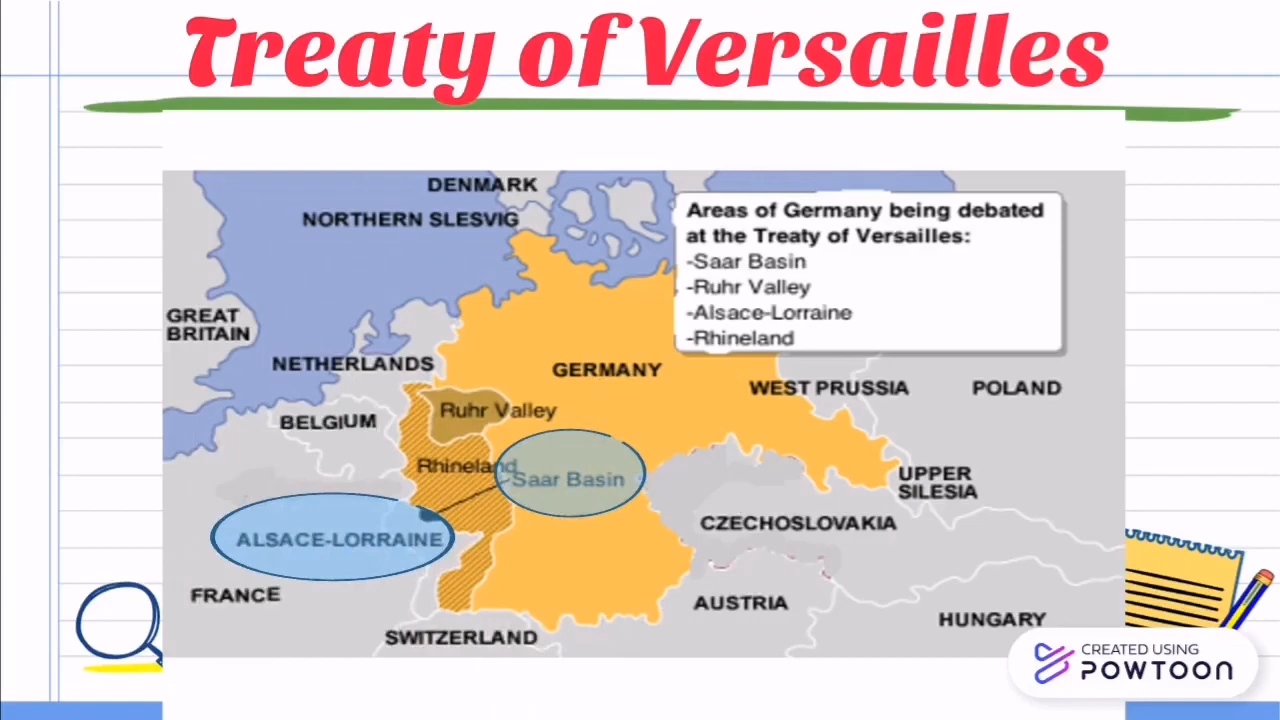 Treaty of Versailles
DENMARK
NORTHERN SLESVIG
Areas of Germany being debated
at the Treaty of Versailles:
-Saar Basin
-Ruhr Valley
-Alsace-Lorraine
-Rhineland
GREAT
BRITAIN
NETHERLANDS
GERMANY
WEST PRUSSIA
POLAND
BELGIUM
Ruhr Valley
Rhineland
Saar Basin
UPPER
SILESIA
ALSACE-LORRAINE
CZECHOSLOVAKIA
FRANCE
AUSTRIA
HUNGARY
SWITZERLAND
CREATED USING
POWTOON